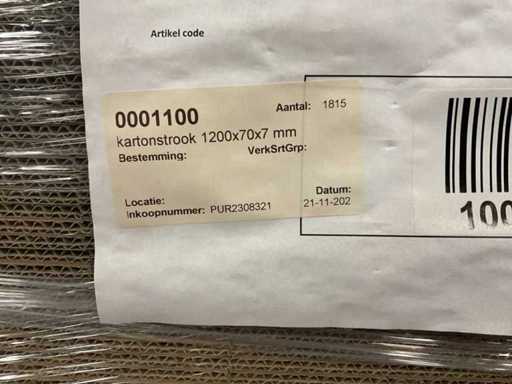 Artikel code
0001100
Aantal: 1815
kartonstrook 1200x70x7 mm
Bestemming: VerkSrtGrp:
Locatie: Datum:
Inkoopnummer: PUR2308321 21-11-202
100